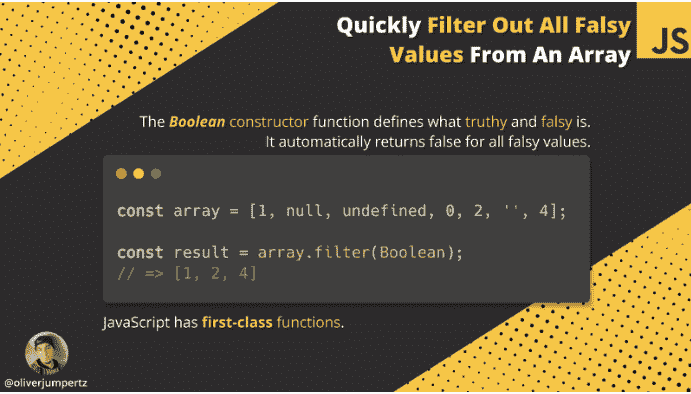 Quickly Filter Out All Falsy
Values From An Array
JS
The Boolean constructor function defines what truthy and falsy is.
It automatically returns false for all falsy values.
const array = [1, null, undefined, 0, 2, '', 4];
const result = array.filter(Boolean);
// => [1, 2, 4]
JavaScript has first-class functions.
@oliverjumpertz